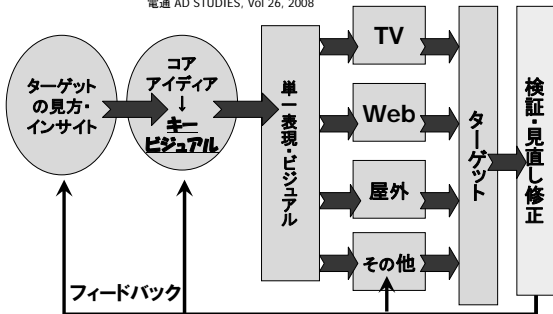 電通 AD STUDIES, Vol 26, 2008
ターゲット
の見方・
インサイト
コア
アイディア
↓
キー
ビジュアル
単一表現・ビジュアル
TV
Web
屋外
その他
ターゲット
検証・見直し修正
フィードバック